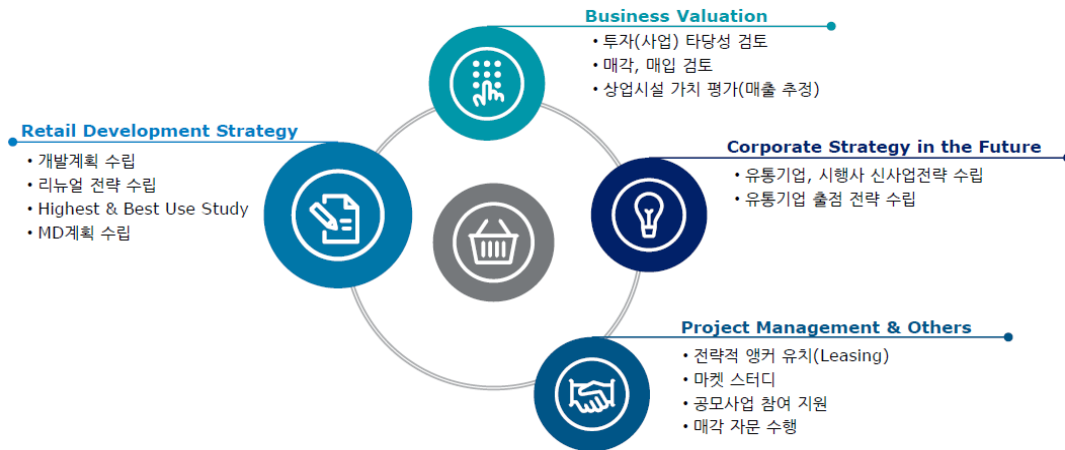 Business Valuation
• 투자(사업) 타당성 검토
• 매각, 매입 검토
• 상업시설 가치 평가(매출 추정)
Retail Development Strategy
• 개발계획 수립
• 리뉴얼 전략 수립
• Highest & Best Use Study
• MD계획 수립
Corporate Strategy in the Future
• 유통기업, 시행사 신사업전략 수립
• 유통기업 출점 전략 수립
Project Management & Others
• 전략적 앵커 유치(Leasing)
• 마켓 스터디
• 공모사업 참여 지원
• 매각 자문 수행